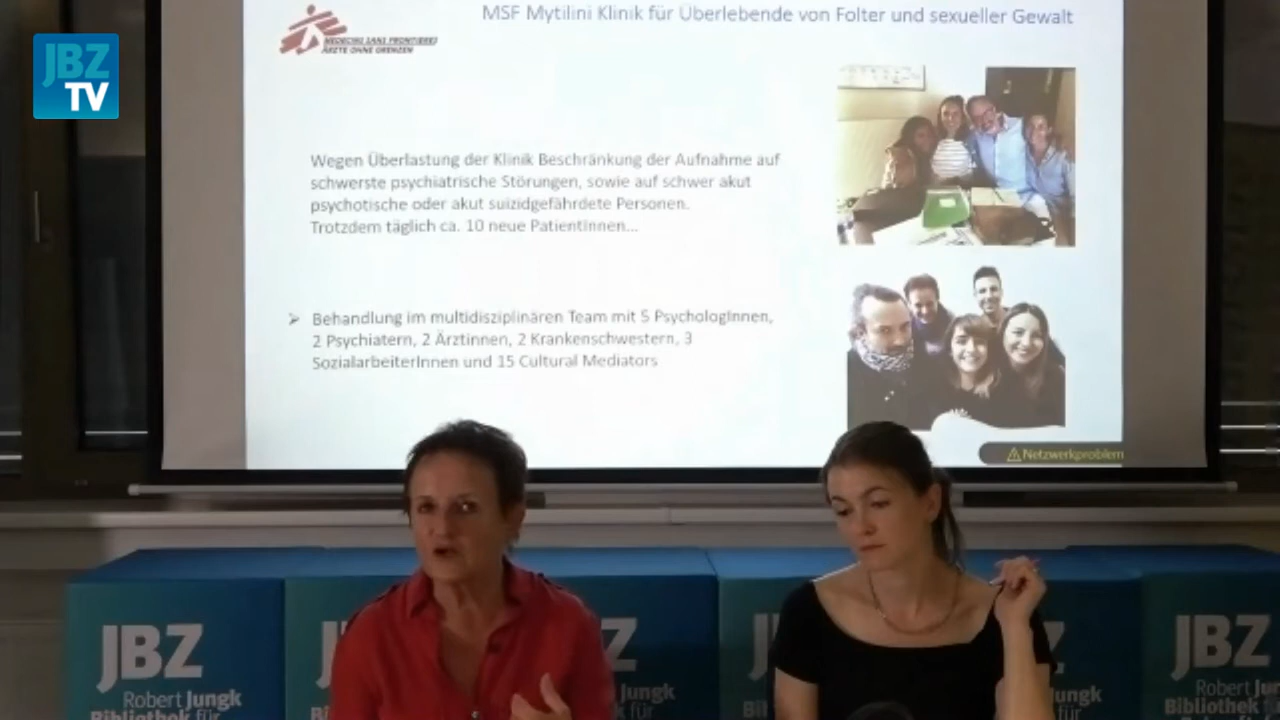 MSF Mytilini Klinik für Überlebende von Folter und sexueller Gewalt
MEDECINS SANS FRONTIERES
ÄRZTE OHNE GRENZEN
JBZ
TV
Wegen Überlastung der Klinik Beschränkung der Aufnahme auf
schwerste psychiatrische Störungen, sowie auf schwer akut
psychotische oder akut suizidgefährdete Personen.
Trotzdem täglich ca. 10 neue PatientInnen...
➢ Behandlung im multidisziplinären Team mit 5 PsychologInnen,
2 Psychiatern, 2 Ärztinnen, 2 Krankenschwestern, 3
SozialarbeiterInnen und 15 Cultural Mediators
Netzwerkproblem
JBZ
Robert Jungk
Bibliothek für
JBZ
Robert Jungk